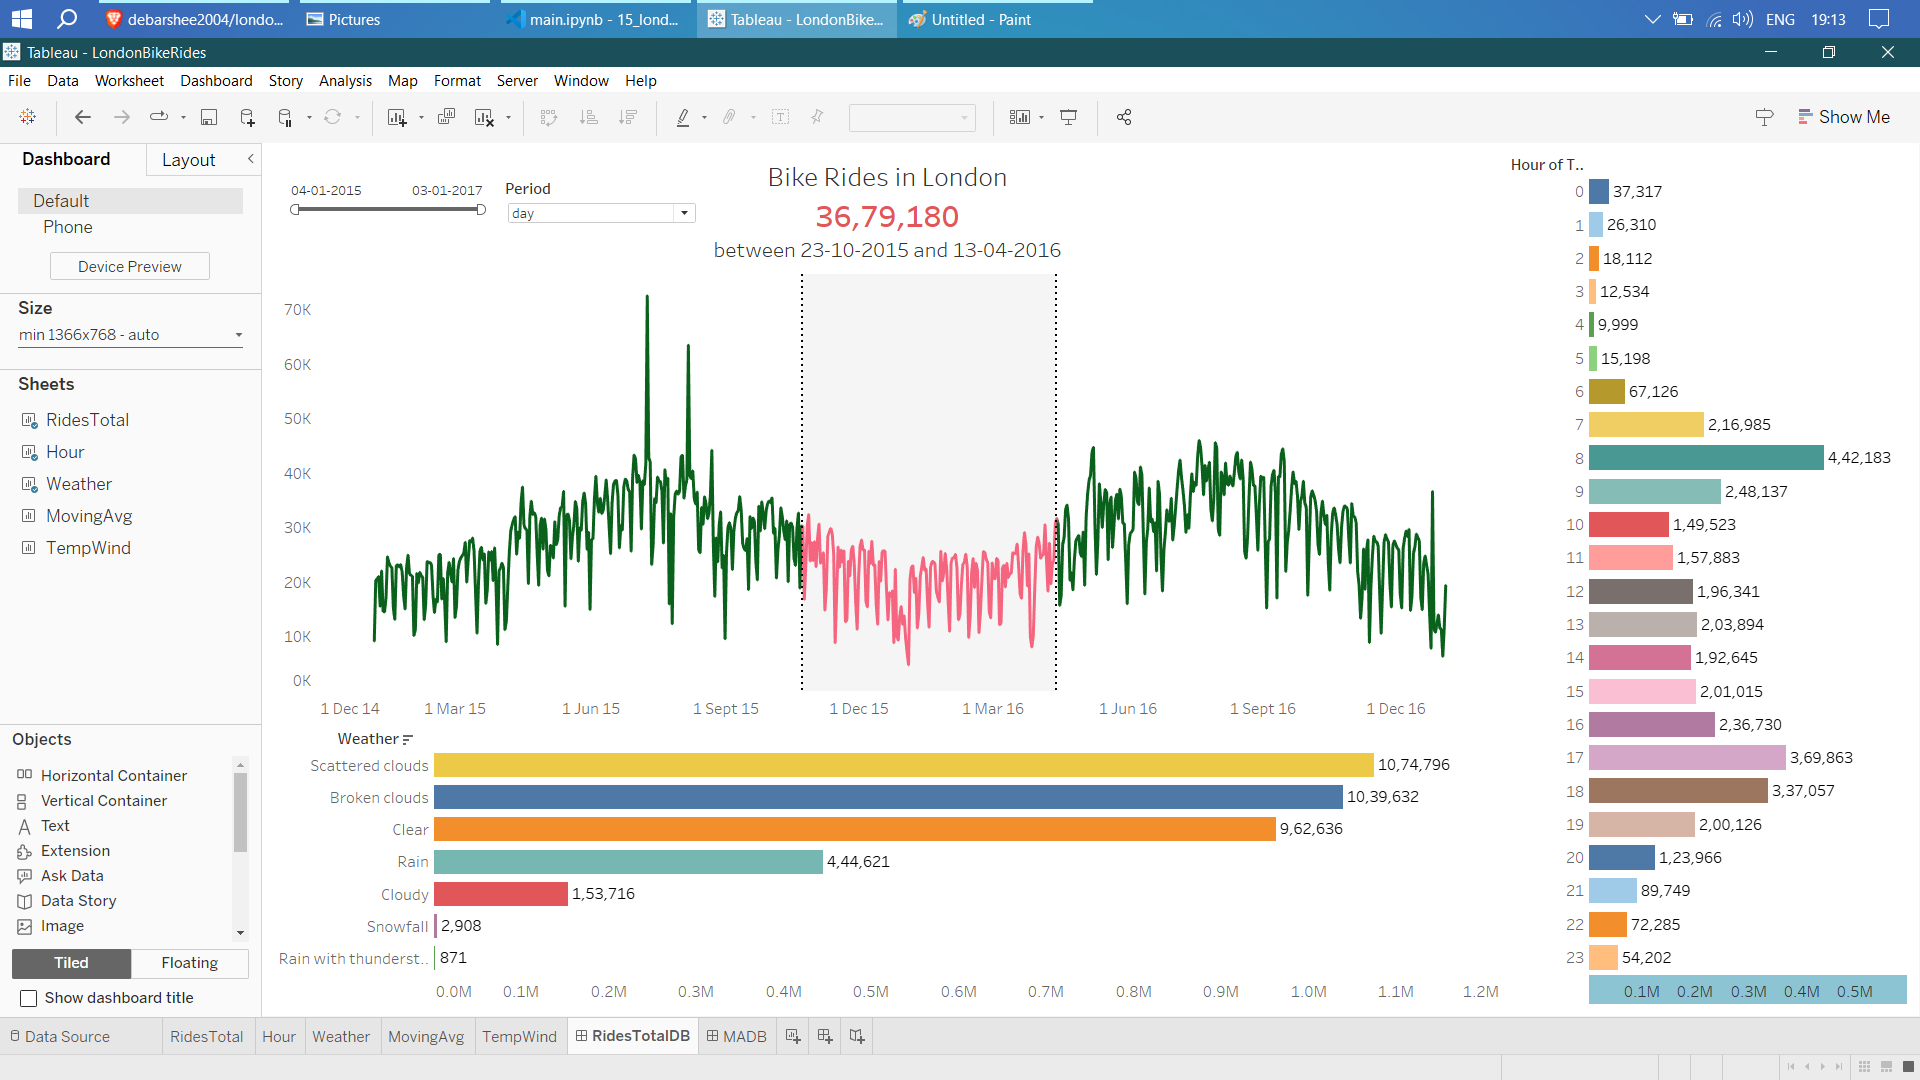 debarshee2004/londo...
Pictures
main.ipynb - 15_lond...
Tableau - LondonBike...
Untitled - Paint
ENG
19:13
Tableau - LondonBikeRides
File Data Worksheet Dashboard Story Analysis Map Format Server Window Help
Show Me
Dashboard
Layout
Default
Phone
Device Preview
Size
min 1366x768 - auto
Sheets
RidesTotal
Hour
Weather
MovingAvg
TempWind
Objects
Horizontal Container
Vertical Container
Text
Extension
Ask Data
Data Story
Image
Tiled
Floating
Show dashboard title
04-01-2015
03-01-2017
Period
day
Bike Rides in London
36,79,180
between 23-10-2015 and 13-04-2016
70K
60K
50K
40K
30K
20K
10K
0K
1 Dec 14
1 Mar 15
1 Jun 15
1 Sept 15
1 Dec 15
1 Mar 16
1 Jun 16
1 Sept 16
1 Dec 16
Weather
Scattered clouds 10,74,796
Broken clouds 10,39,632
Clear 9,62,636
Rain 4,44,621
Cloudy 1,53,716
Snowfall 2,908
Rain with thunderst.. 871
0.0M 0.1M 0.2M 0.3M 0.4M 0.5M 0.6M 0.7M 0.8M 0.9M 1.0M 1.1M 1.2M
Hour of T..
0 37,317
1 26,310
2 18,112
3 12,534
4 9,999
5 15,198
6 67,126
7 2,16,985
8 4,42,183
9 2,48,137
10 1,49,523
11 1,57,883
12 1,96,341
13 2,03,894
14 1,92,645
15 2,01,015
16 2,36,730
17 3,69,863
18 3,37,057
19 2,00,126
20 1,23,966
21 89,749
22 72,285
23 54,202
0.1M 0.2M 0.3M 0.4M 0.5M
Data Source
RidesTotal
Hour
Weather
MovingAvg
TempWind
RidesTotalDB
MADB